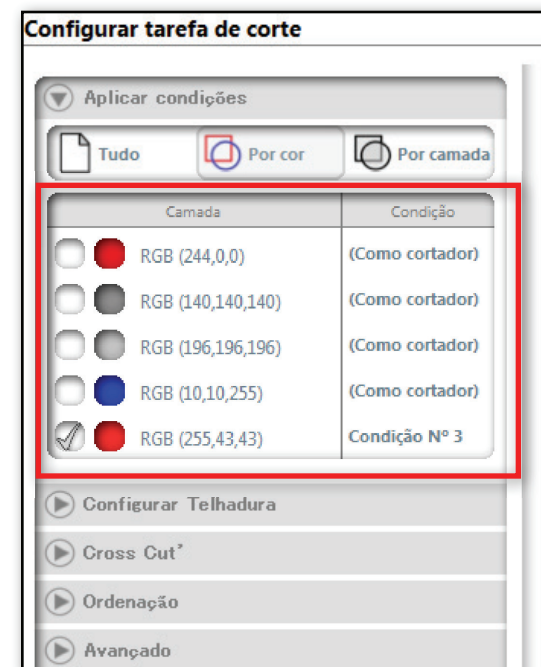 Configurar tarefa de corte
Aplicar condições
Tudo Por cor Por camada
Camada Condição
RGB (244,0,0) (Como cortador)
RGB (140,140,140) (Como cortador)
RGB (196,196,196) (Como cortador)
RGB (10,10,255) (Como cortador)
RGB (255,43,43) Condição Nº 3
Configurar Telhadura
Cross Cut’
Ordenação
Avançado